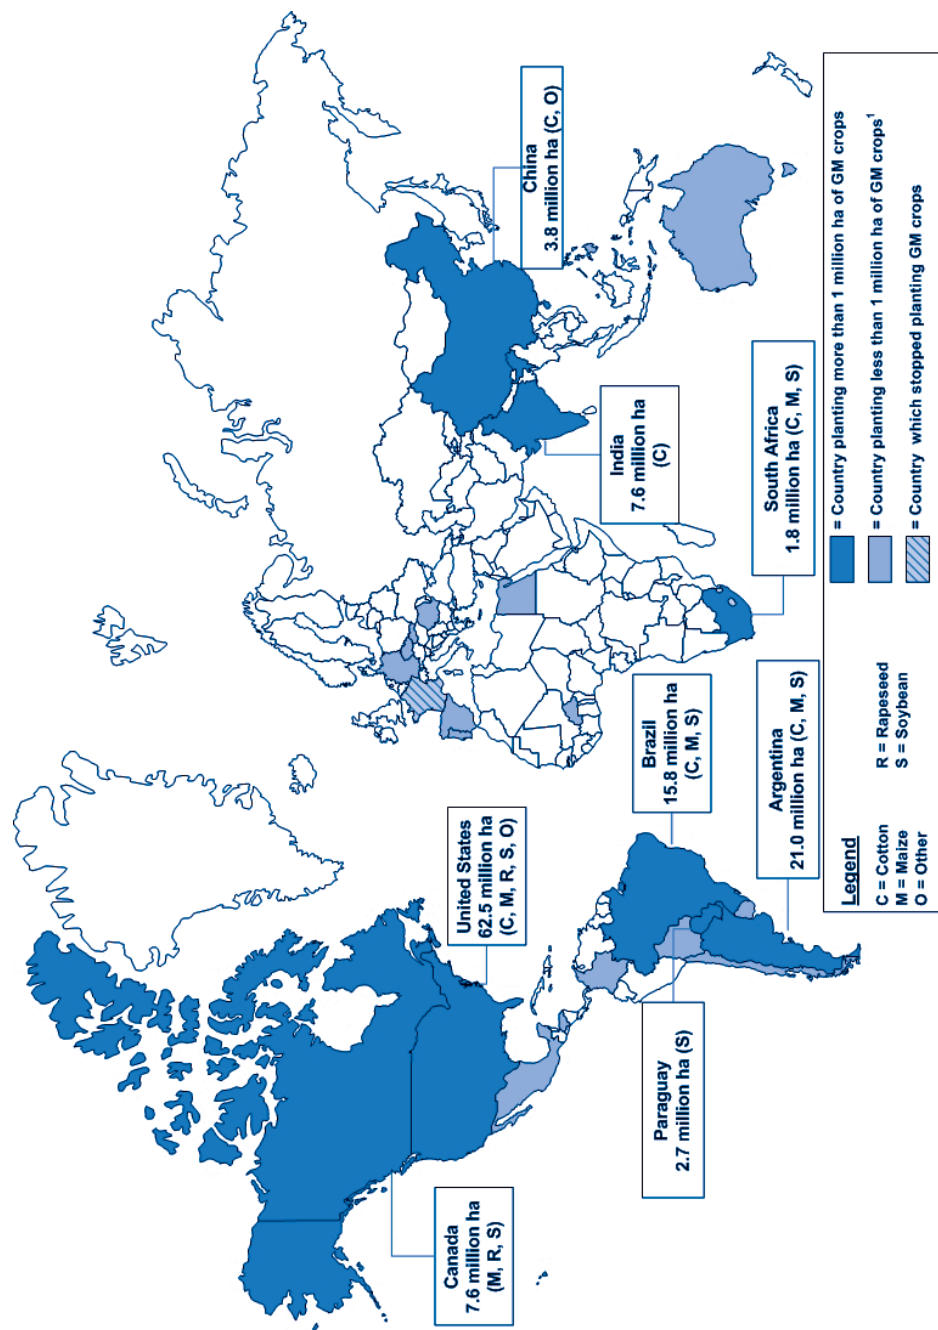 Canada
7.6 million ha
(M, R, S)
United States
62.5 million ha
(C, M, R, S, O)
Paraguay
2.7 million ha (S)
Brazil
15.8 million ha
(C, M, S)
Argentina
21.0 million ha (C, M, S)
South Africa
1.8 million ha (C, M, S)
India
7.6 million ha
(C)
China
3.8 million ha (C, O)
Legend
C = Cotton
M = Maize
O = Other
R = Rapeseed
S = Soybean
= Country planting more than 1 million ha of GM crops
= Country planting less than 1 million ha of GM crops¹
= Country which stopped planting GM crops